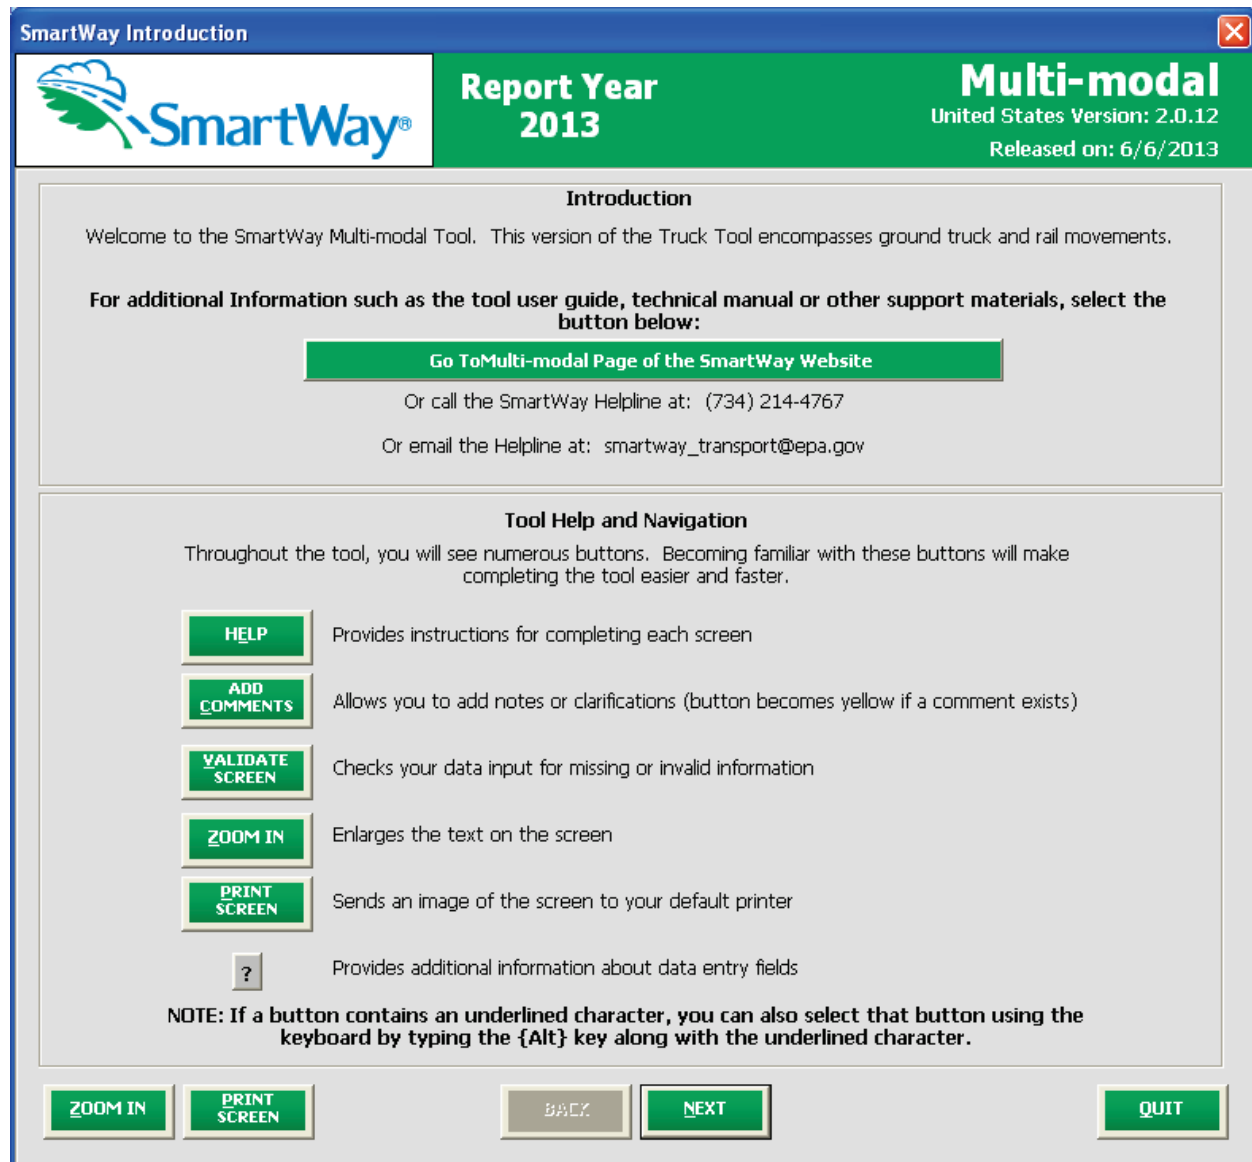 SmartWay Introduction
SmartWay®
Report Year
2013
Multi-modal
United States Version: 2.0.12
Released on: 6/6/2013
Introduction
Welcome to the SmartWay Multi-modal Tool. This version of the Truck Tool encompasses ground truck and rail movements.
For additional Information such as the tool user guide, technical manual or other support materials, select the
button below:
Go ToMulti-modal Page of the SmartWay Website
Or call the SmartWay Helpline at: (734) 214-4767
Or email the Helpline at: smartway_transport@epa.gov
Tool Help and Navigation
Throughout the tool, you will see numerous buttons. Becoming familiar with these buttons will make
completing the tool easier and faster.
HELP
Provides instructions for completing each screen
ADD
COMMENTS
Allows you to add notes or clarifications (button becomes yellow if a comment exists)
VALIDATE
SCREEN
Checks your data input for missing or invalid information
ZOOM IN
Enlarges the text on the screen
PRINT
SCREEN
Sends an image of the screen to your default printer
?
Provides additional information about data entry fields
NOTE: If a button contains an underlined character, you can also select that button using the
keyboard by typing the {Alt} key along with the underlined character.
ZOOM IN
PRINT
SCREEN
BACK
NEXT
QUIT